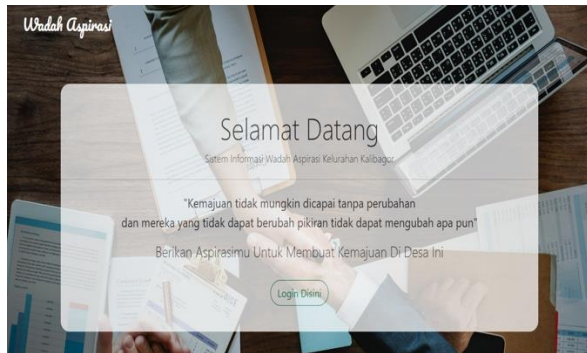 Wadah Aspirasi
Selamat Datang
Sistem Informasi Wadah Aspirasi Kelurahan Kalibagor
"Kemajuan tidak mungkin dicapai tanpa perubahan
dan mereka yang tidak dapat berubah pikiran tidak dapat mengubah apa pun"
Berikan Aspirasimu Untuk Membuat Kemajuan Di Desa Ini
Login Disini